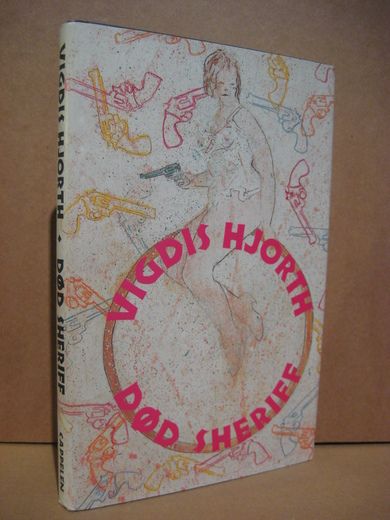 VIGDIS HJORTH
DØD SHERIFF
VIGDIS HJORTH • DØD SHERIFF
CAPPELEN